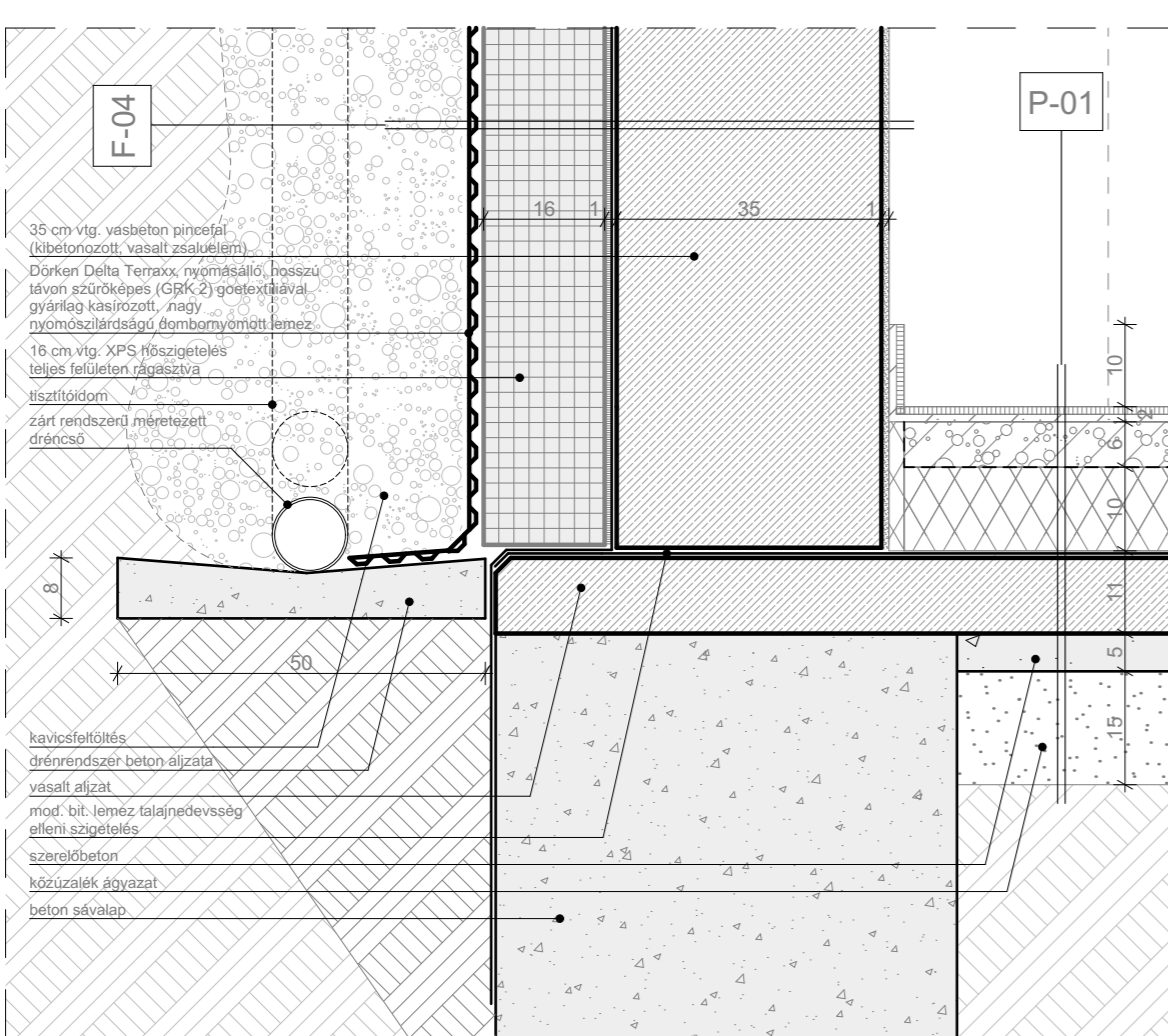 F-04
P-01
16
1
35
1
35 cm vtg. vasbeton pincefal
(kibetonozott, vasalt zsaluelem)
Dörken Delta Terraxx, nyomásálló, hosszú
távon szűrőképes (GRK 2) goetextiliával
gyárilag kasírozott, nagy
nyomószilárdságú dombornyomott lemez
16 cm vtg. XPS hőszigetelés
teljes felületen ragasztva
tisztítóidom
zárt rendszerű méretezett
dréncső
10
2
6
10
8
11
50
5
15
kavicsfeltöltés
drénrendszer beton aljzata
vasalt aljzat
mod. bit. lemez talajnedevsség
elleni szigetelés
szerelőbeton
kőzúzalék ágyazat
beton sávalap